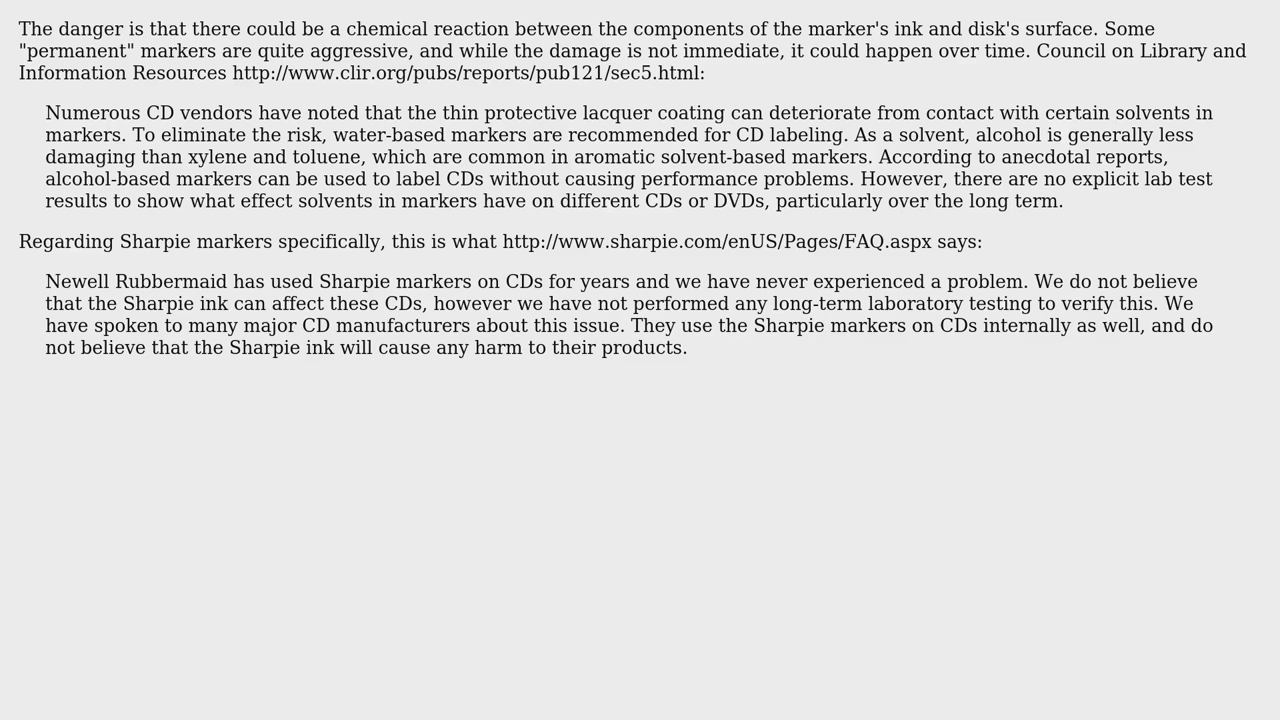 The danger is that there could be a chemical reaction between the components of the marker's ink and disk's surface. Some
"permanent" markers are quite aggressive, and while the damage is not immediate, it could happen over time. Council on Library and
Information Resources http://www.clir.org/pubs/reports/pub121/sec5.html:
Numerous CD vendors have noted that the thin protective lacquer coating can deteriorate from contact with certain solvents in
markers. To eliminate the risk, water-based markers are recommended for CD labeling. As a solvent, alcohol is generally less
damaging than xylene and toluene, which are common in aromatic solvent-based markers. According to anecdotal reports,
alcohol-based markers can be used to label CDs without causing performance problems. However, there are no explicit lab test
results to show what effect solvents in markers have on different CDs or DVDs, particularly over the long term.
Regarding Sharpie markers specifically, this is what http://www.sharpie.com/enUS/Pages/FAQ.aspx says:
Newell Rubbermaid has used Sharpie markers on CDs for years and we have never experienced a problem. We do not believe
that the Sharpie ink can affect these CDs, however we have not performed any long-term laboratory testing to verify this. We
have spoken to many major CD manufacturers about this issue. They use the Sharpie markers on CDs internally as well, and do
not believe that the Sharpie ink will cause any harm to their products.